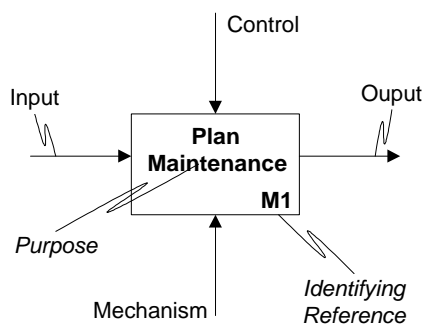 Control
Input
Ouput
Plan
Maintenance
M1
Purpose
Identifying
Reference
Mechanism